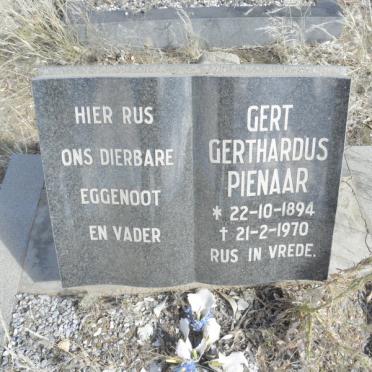 HIER RUS
ONS DIERBARE
EGGENOOT
EN VADER
GERT
GERTHARDUS
PIENAAR
* 22-10-1894
† 21-2-1970
RUS IN VREDE.